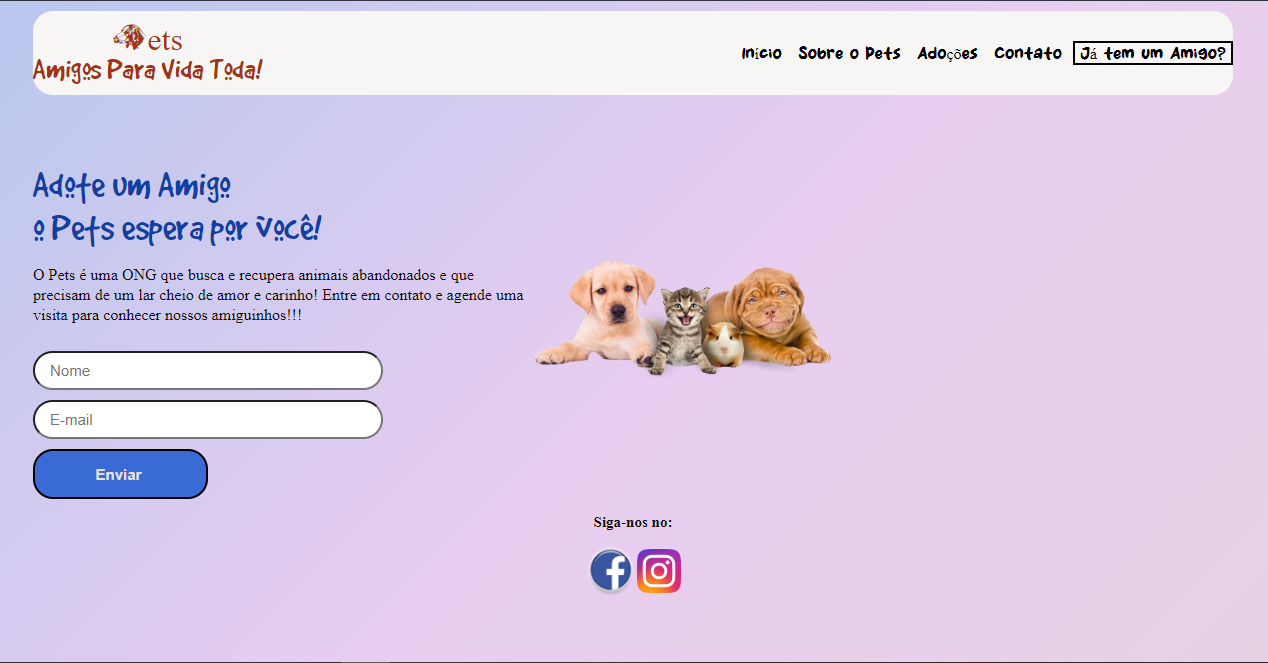 ets
Amigos Para Vida Toda!
Início Sobre o Pets Adoções Contato Já tem um Amigo?
Adote um Amigo
o Pets espera por você!
O Pets é uma ONG que busca e recupera animais abandonados e que
precisam de um lar cheio de amor e carinho! Entre em contato e agende uma
visita para conhecer nossos amiguinhos!!!
Nome
E-mail
Enviar
Siga-nos no: